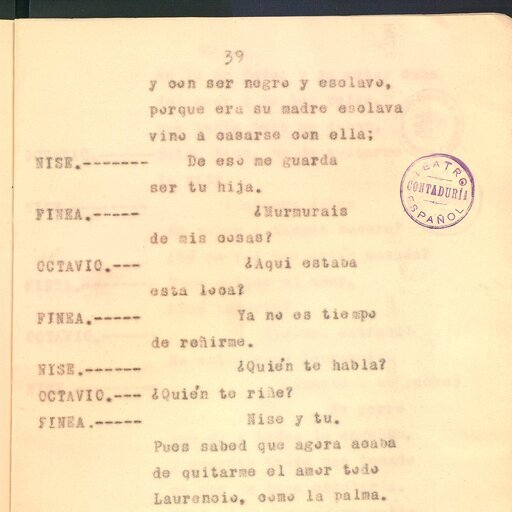 39
y con ser negro y esclavo,
porque era su madre esclava
vino a casarse con ella;
NISE.------- De eso me guarda
ser tu hija.
FINEA.----- ¿Murmurais
de mis cosas?
OCTAVIO.--- ¿Aqui estaba
esta loca?
FINEA.----- Ya no es tiempo
de reñirme.
NISE.------ ¿Quién te habla?
OCTAVIO.--- ¿Quién te riñe?
FINEA.----- Nise y tu.
Pues sabed que agora acaba
de quitarme el amor todo
Laurencio, como la palma.
TEATRO
CONTADURÍA
ESPAÑOL